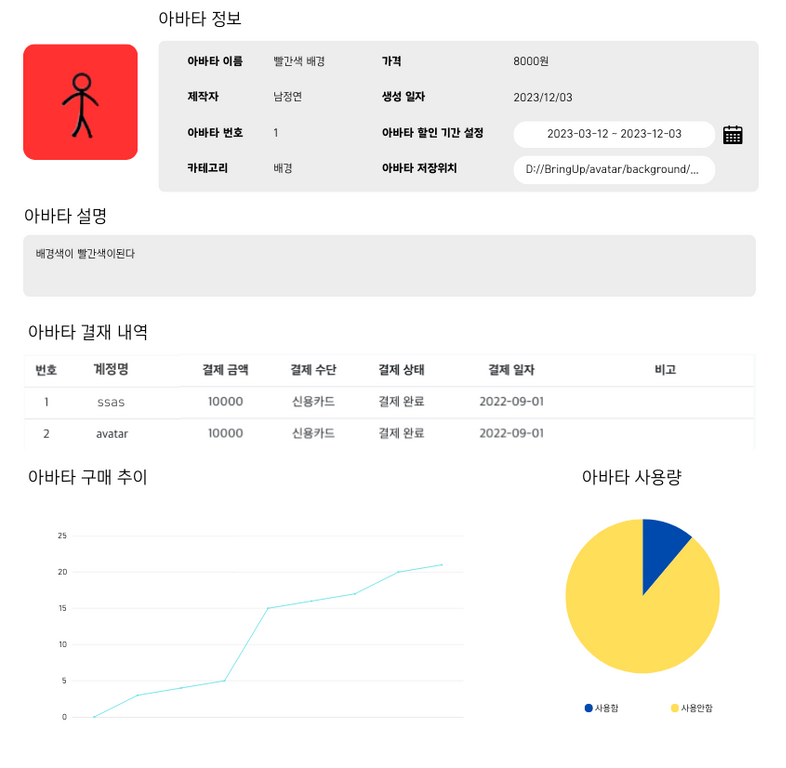 아바타 정보
아바타 이름 빨간색 배경 가격 8000원
제작자 남정연 생성 일자 2023/12/03
아바타 번호 1 아바타 할인 기간 설정 2023-03-12 ~ 2023-12-03
카테고리 배경 아바타 저장위치 D://BringUp/avatar/background/...
아바타 설명
배경색이 빨간색이된다
아바타 결재 내역
번호 계정명 결제 금액 결제 수단 결제 상태 결제 일자 비고
1 ssas 10000 신용카드 결제 완료 2022-09-01
2 avatar 10000 신용카드 결제 완료 2022-09-01
아바타 구매 추이
25
20
15
10
5
0
아바타 사용량
사용함 사용안함